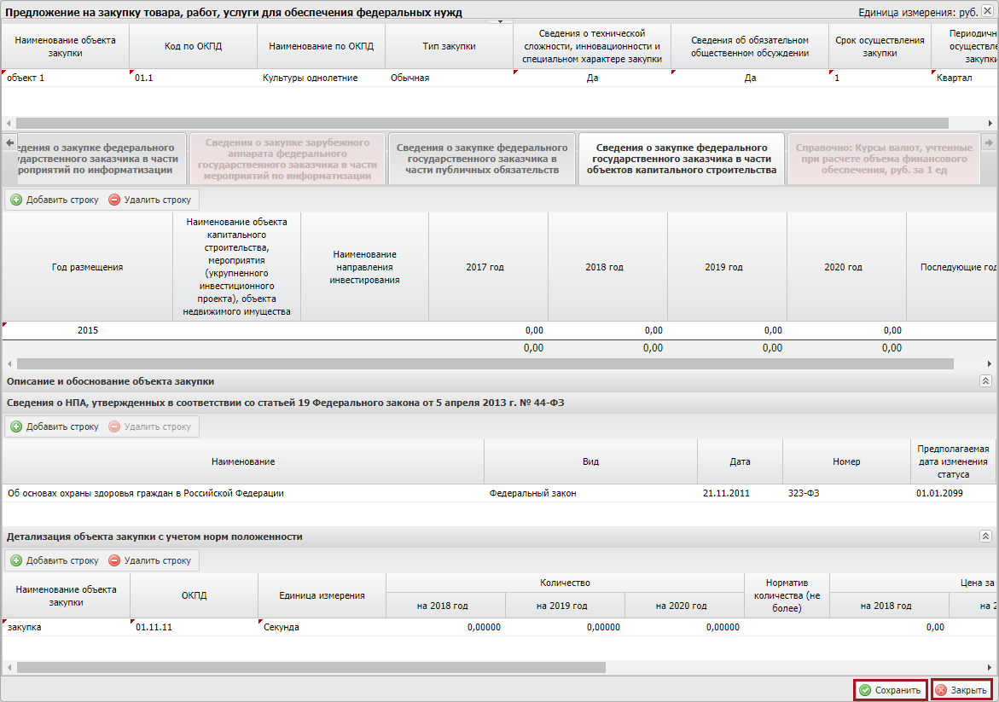 Предложение на закупку товара, работ, услуги для обеспечения федеральных нужд
Единица измерения: руб.
Наименование объекта
закупки
Код по ОКПД
Наименование по ОКПД
Тип закупки
Сведения о технической
сложности, инновационности и
специальном характере закупки
Сведения об обязательном
общественном обсуждении
Срок осуществления
закупки
Периодичн
осуществле
закупки
объект 1
01.1
Культуры однолетние
Обычная
Да
Да
1
Квартал
едения о закупке федерального
ударственного заказчика в части
роприятий по информатизации
Сведения о закупке зарубежного
аппарата федерального
государственного заказчика в части
мероприятий по информатизации
Сведения о закупке федерального
государственного заказчика в
части публичных обязательств
Сведения о закупке федерального
государственного заказчика в части
объектов капитального строительства
Справочно: Курсы валют, учтенные
при расчете объема финансового
обеспечения, руб. за 1 ед
Добавить строку
Удалить строку
Год размещения
Наименование объекта
капитального
строительства,
мероприятия
(укрупненного
инвестиционного
проекта), объекта
недвижимого имущества
Наименование
направления
инвестирования
2017 год
2018 год
2019 год
2020 год
Последующие год
2015
0,00
0,00
0,00
0,00
0,00
0,00
0,00
0,00
Описание и обоснование объекта закупки
Сведения о НПА, утвержденных в соответствии со статьей 19 Федерального закона от 5 апреля 2013 г. № 44-ФЗ
Добавить строку
Удалить строку
Наименование
Вид
Дата
Номер
Предполагаемая
дата изменения
статуса
Об основах охраны здоровья граждан в Российской Федерации
Федеральный закон
21.11.2011
323-ФЗ
01.01.2099
Детализация объекта закупки с учетом норм положенности
Добавить строку
Удалить строку
Наименование объекта
закупки
ОКПД
Единица измерения
Количество
на 2018 год
на 2019 год
на 2020 год
Норматив
количества (не
более)
Цена за
на 2018 год
на 2
закупка
01.11.11
Секунда
0,00000
0,00000
0,00000
0,00
Сохранить
Закрыть